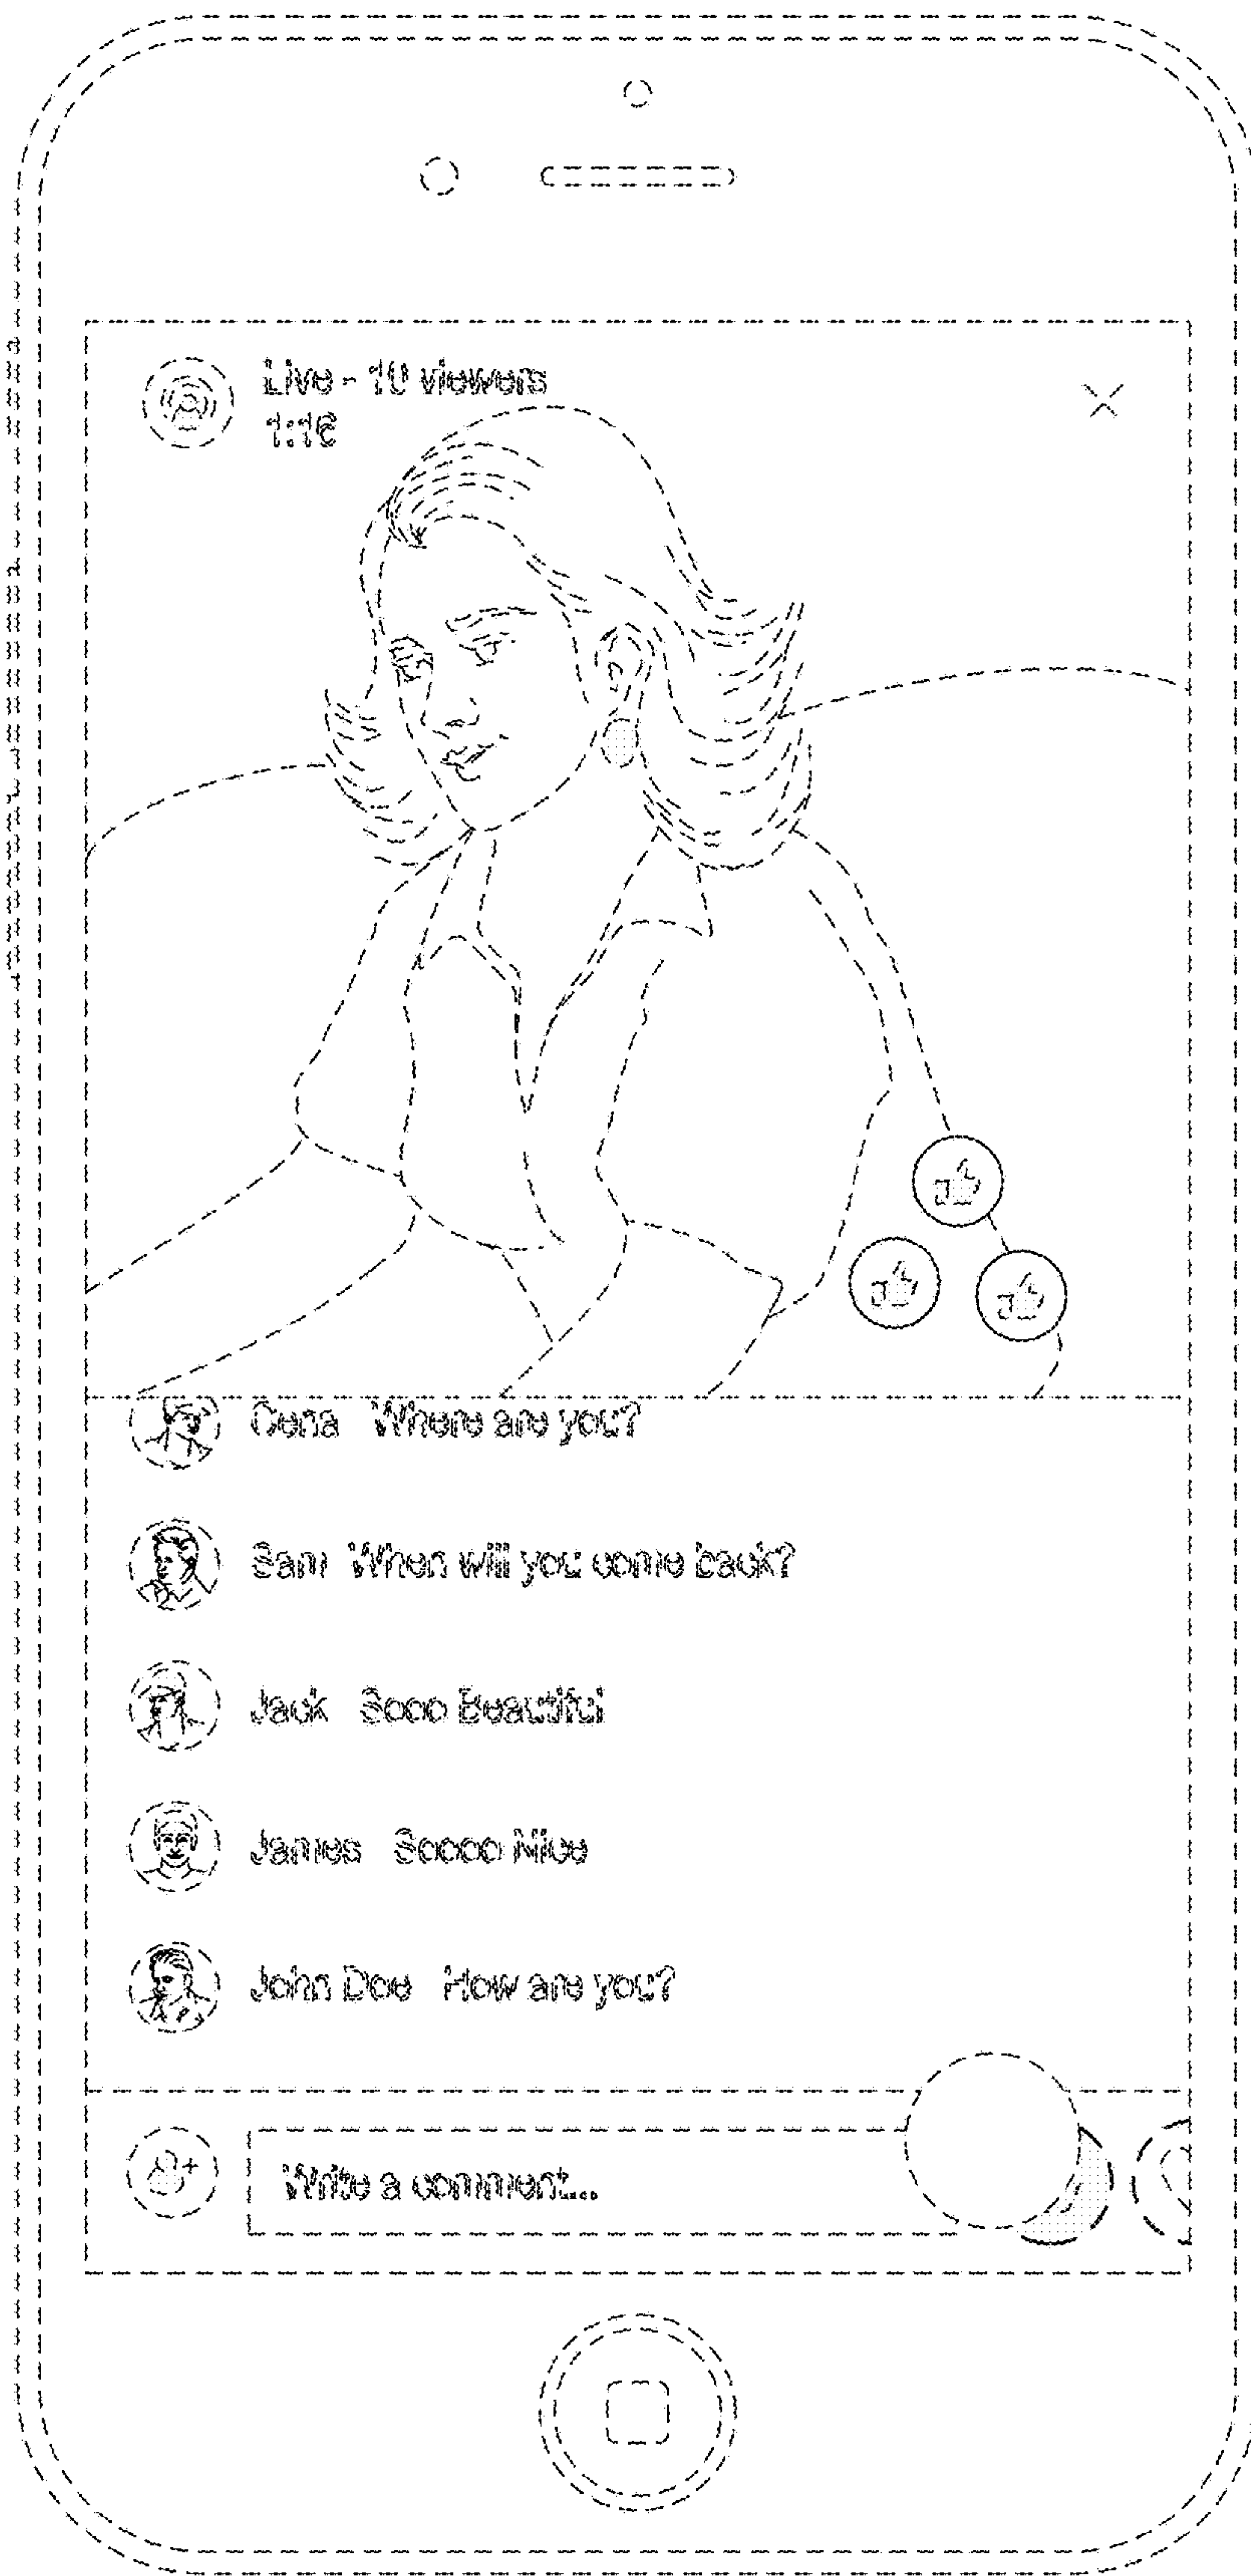 Live - 10 viewers
1:16
Cena Where are you?
Sam When will you come back?
Jack Sooo Beautiful
James Soooo Nice
John Doe How are you?
Write a comment...